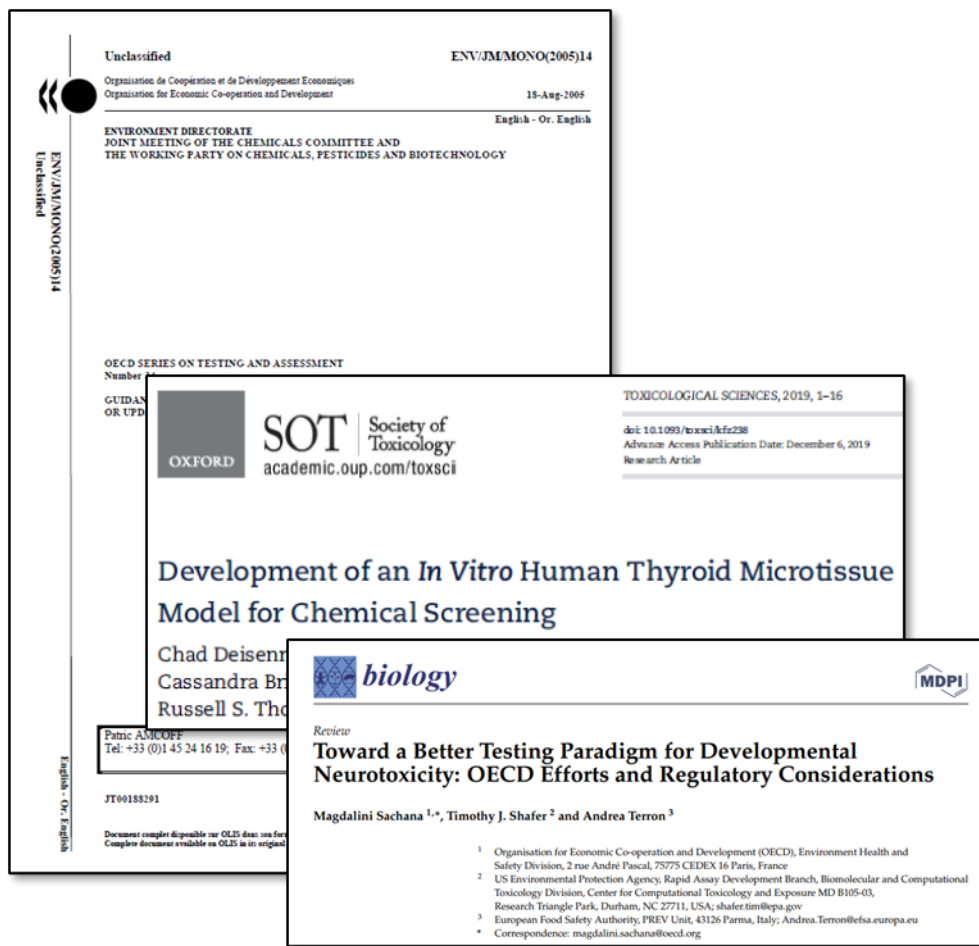 Unclassified ENV/JM/MONO(2005)14
Organisation de Coopération et de Développement Economiques
Organisation for Economic Co-operation and Development 18-Aug-2005
English - Or. English
ENVIRONMENT DIRECTORATE
JOINT MEETING OF THE CHEMICALS COMMITTEE AND
THE WORKING PARTY ON CHEMICALS, PESTICIDES AND BIOTECHNOLOGY
ENV/JM/MONO(2005)14
Unclassified
OECD SERIES ON TESTING AND ASSESSMENT
Number
GUIDAN
OR UPD
OXFORD
SOT Society of
Toxicology
academic.oup.com/toxsci
TOXICOLOGICAL SCIENCES, 2019, 1–16
doi: 10.1093/toxsci/kfz238
Advance Access Publication Date: December 6, 2019
Research Article
Development of an In Vitro Human Thyroid Microtissue
Model for Chemical Screening
Chad Deisenr
Cassandra Br
Russell S. Tho
Patric AMCOFF
Tel: +33 (0)1 45 24 16 19; Fax: +33 (
JT00188291
Document complet disponible sur OLIS dans son for
Complete document available on OLIS in its original
English - Or. English
biology
MDPI
Review
Toward a Better Testing Paradigm for Developmental
Neurotoxicity: OECD Efforts and Regulatory Considerations
Magdalini Sachana 1,*, Timothy J. Shafer 2 and Andrea Terron 3
1 Organisation for Economic Co-operation and Development (OECD), Environment Health and
Safety Division, 2 rue André Pascal, 75775 CEDEX 16 Paris, France
2 US Environmental Protection Agency, Rapid Assay Development Branch, Biomolecular and Computational
Toxicology Division, Center for Computational Toxicology and Exposure MD B105-03,
Research Triangle Park, Durham, NC 27711, USA; shafer.tim@epa.gov
3 European Food Safety Authority, PREV Unit, 43126 Parma, Italy; Andrea.Terron@efsa.europa.eu
* Correspondence: magdalini.sachana@oecd.org